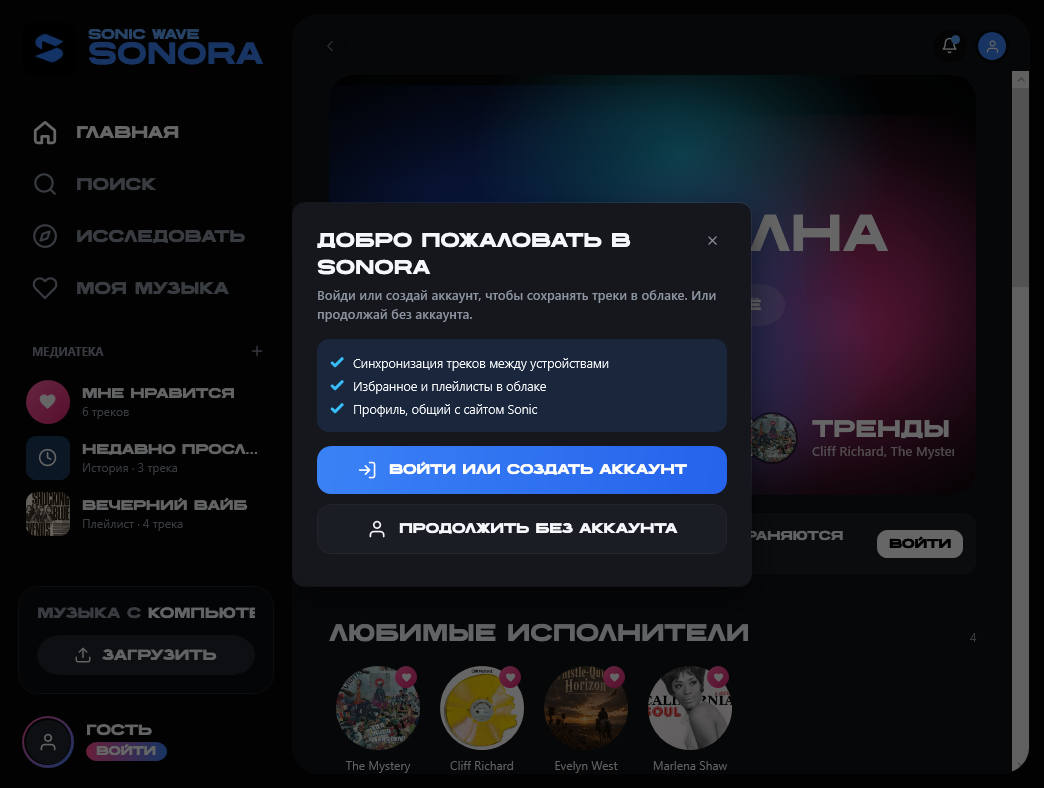 SONIC WAVE
SONORA
ГЛАВНАЯ
ПОИСК
ИССЛЕДОВАТЬ
МОЯ МУЗЫКА
МЕДИАТЕКА
МНЕ НРАВИТСЯ
6 треков
НЕДАВНО ПРОСЛ...
История · 3 трека
ВЕЧЕРНИЙ ВАЙБ
Плейлист · 4 трека
МУЗЫКА С КОМПЬЮТЕ
ЗАГРУЗИТЬ
ГОСТЬ
ВОЙТИ
ЛНА
ДОБРО ПОЖАЛОВАТЬ В
SONORA
Войди или создай аккаунт, чтобы сохранять треки в облаке. Или
продолжай без аккаунта.
Синхронизация треков между устройствами
Избранное и плейлисты в облаке
Профиль, общий с сайтом Sonic
ВОЙТИ ИЛИ СОЗДАТЬ АККАУНТ
ПРОДОЛЖИТЬ БЕЗ АККАУНТА
ТРЕНДЫ
Cliff Richard, The Myster
РАНЯЮТСЯ
ВОЙТИ
ЛЮБИМЫЕ ИСПОЛНИТЕЛИ
4
The Mystery
Cliff Richard
Evelyn West
Marlena Shaw